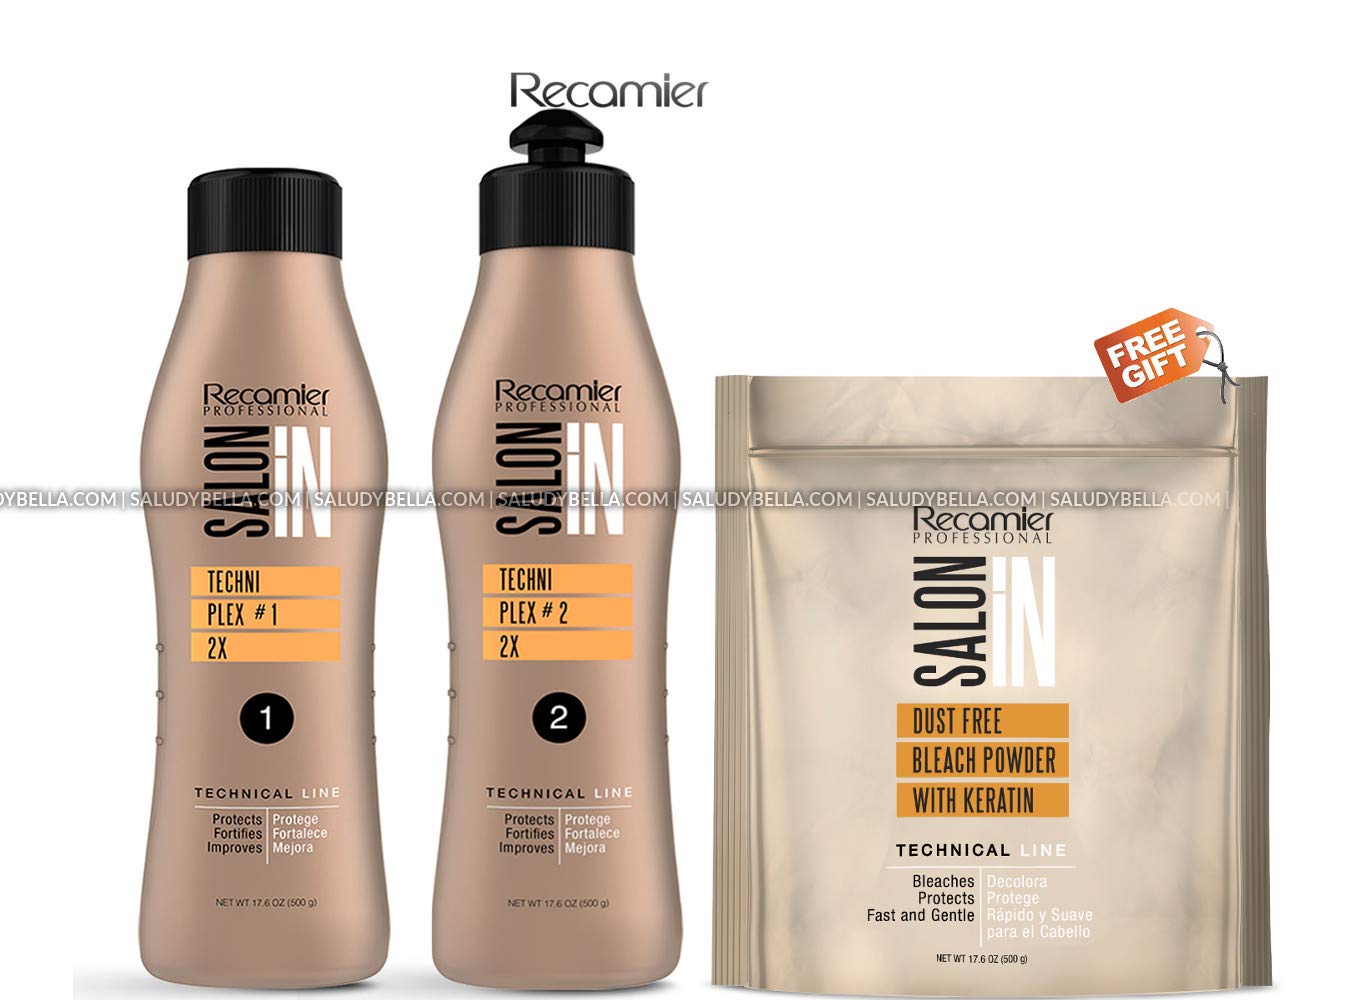 Recamier
Recamier
PROFESSIONAL
SALON
iN
TECHNI
PLEX #1
2X
1
TECHNICAL LINE
Protects
Fortifies
Improves
Protege
Fortalece
Mejora
NET WT 17.6 OZ (500 g)
Recamier
PROFESSIONAL
SALON
iN
TECHNI
PLEX # 2
2X
2
TECHNICAL LINE
Protects
Fortifies
Improves
Protege
Fortalece
Mejora
NET WT 17.6 OZ (500 g)
FREE
GIFT
Recamier
PROFESSIONAL
SALON
iN
DUST FREE
BLEACH POWDER
WITH KERATIN
TECHNICAL LINE
Bleaches
Protects
Fast and Gentle
Decolora
Protege
Rápido y Suave
para el Cabello
NET WT 17.6 OZ (500 g)
DYBELLA.COM | SALUDYBELLA.COM | SALUDYBELLA.COM | SALUDYBELLA.COM | SALUDYBELLA.COM | SALUDYBELLA.COM | SALUDYBELLA.COM |